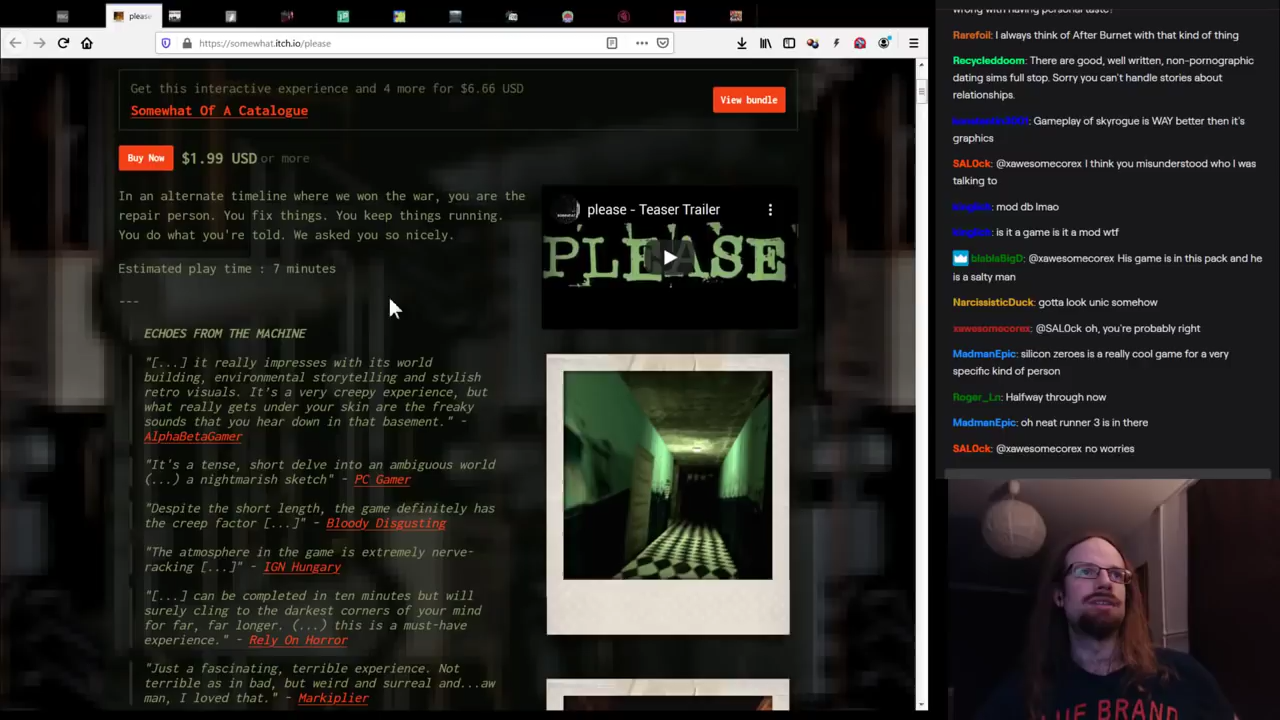 please
https://somewhat.itch.io/please
Get this interactive experience and 4 more for $6.66 USD
Somewhat Of A Catalogue
View bundle
Buy Now
$1.99 USD or more
In an alternate timeline where we won the war, you are the
repair person. You fix things. You keep things running.
You do what you're told. We asked you so nicely.
Estimated play time : 7 minutes
---
ECHOES FROM THE MACHINE
"[...] it really impresses with its world
building, environmental storytelling and stylish
retro visuals. It's a very creepy experience, but
what really gets under your skin are the freaky
sounds that you hear down in that basement." -
AlphaBetaGamer
"It's a tense, short delve into an ambiguous world
(...) a nightmarish sketch" - PC Gamer
"Despite the short length, the game definitely has
the creep factor [...]" - Bloody Disgusting
"The atmosphere in the game is extremely nerve-
racking [...]" - IGN Hungary
"[...] can be completed in ten minutes but will
surely cling to the darkest corners of your mind
for far, far longer. (...) this is a must-have
experience." - Rely On Horror
"Just a fascinating, terrible experience. Not
terrible as in bad, but weird and surreal and...aw
man, I loved that." - Markiplier
please - Teaser Trailer
PLEASE
wrong with having personal taste?
Rarefoil: I always think of After Burnet with that kind of thing
Recycleddoom: There are good, well written, non-pornographic
dating sims full stop. Sorry you can't handle stories about
relationships.
: Gameplay of skyrogue is WAY better then it's
graphics
SAL0ck: @xawesomecorex I think you misunderstood who I was
talking to
: mod db lmao
: is it a game is it a mod wtf
blablaBigD: @xawesomecorex His game is in this pack and he
is a salty man
NarcissisticDuck: gotta look unic somehow
xawesomecorex: @SAL0ck oh, you're probably right
MadmanEpic: silicon zeroes is a really cool game for a very
specific kind of person
Roger_Ln: Halfway through now
MadmanEpic: oh neat runner 3 is in there
SAL0ck: @xawesomecorex no worries
UE BRAND